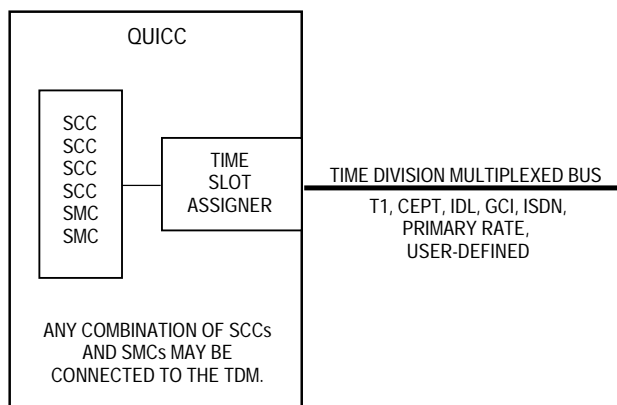 QUICC
SCC
SCC
SCC
SCC
SMC
SMC
TIME
SLOT
ASSIGNER
TIME DIVISION MULTIPLEXED BUS
T1, CEPT, IDL, GCI, ISDN,
PRIMARY RATE,
USER-DEFINED
ANY COMBINATION OF SCCs
AND SMCs MAY BE
CONNECTED TO THE TDM.